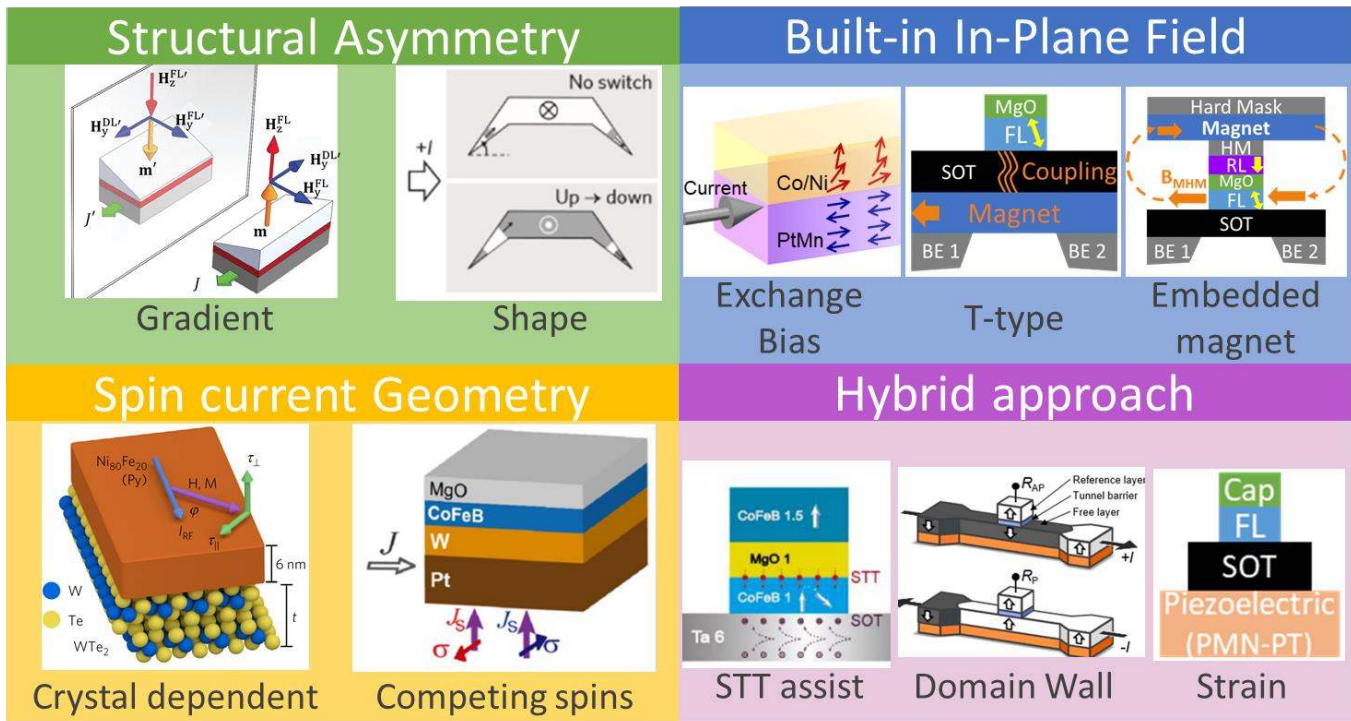 Structural Asymmetry
H_z^FL′
H_y^DL′
H_y^FL′
m′
J′
H_z^FL
H_y^DL′
H_y^FL
m
J
Gradient
+I
No switch
Up → down
Shape
Built-in In-Plane Field
Current
Co/Ni
PtMn
Exchange
Bias
MgO
FL
SOT
Coupling
Magnet
BE 1
BE 2
T-type
Hard Mask
Magnet
HM
RL
B_MHM
MgO
FL
SOT
BE 1
BE 2
Embedded
magnet
Spin current Geometry
Ni80Fe20
(Py)
H, M
φ
I_RF
τ⊥
τ||
6 nm
t
W
Te
WTe2
Crystal dependent
J
MgO
CoFeB
W
Pt
J_S
J_S
σ
σ
Competing spins
Hybrid approach
CoFeB 1.5
MgO 1
STT
CoFeB 1
SOT
Ta 6
STT assist
R_AP
Reference layer
Tunnel barrier
Free layer
+I
R_P
-I
Domain Wall
Cap
FL
SOT
Piezoelectric
(PMN-PT)
Strain